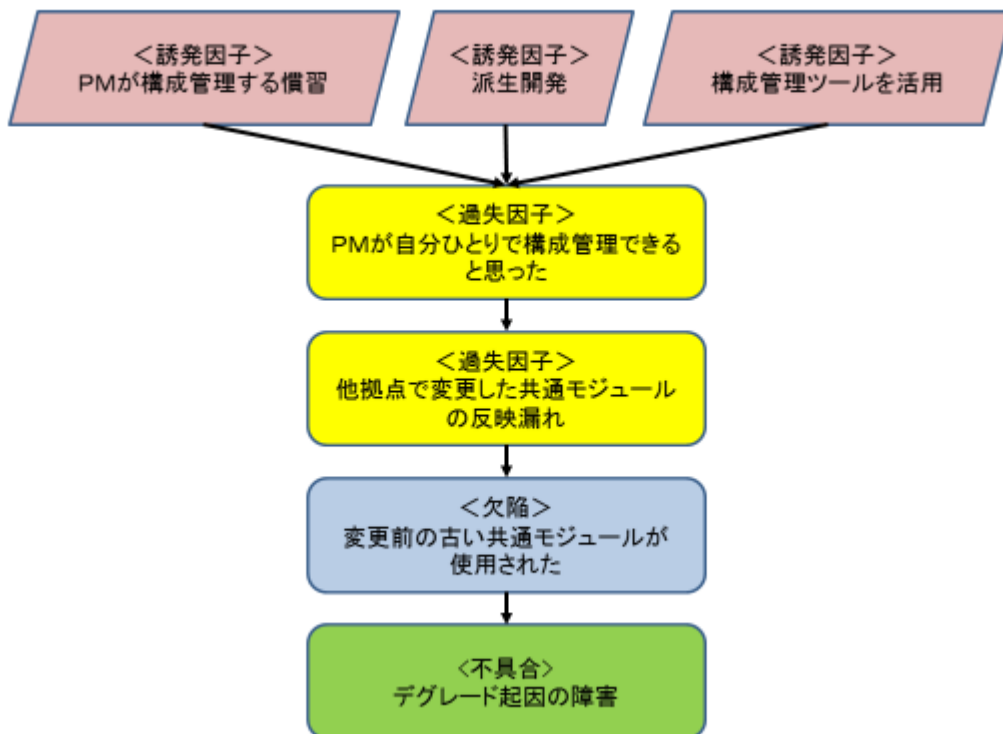 ＜誘発因子＞
PMが構成管理する慣習
＜誘発因子＞
派生開発
＜誘発因子＞
構成管理ツールを活用
＜過失因子＞
PMが自分ひとりで構成管理できる
と思った
＜過失因子＞
他拠点で変更した共通モジュール
の反映漏れ
＜欠陥＞
変更前の古い共通モジュールが
使用された
<不具合>
デグレード起因の障害